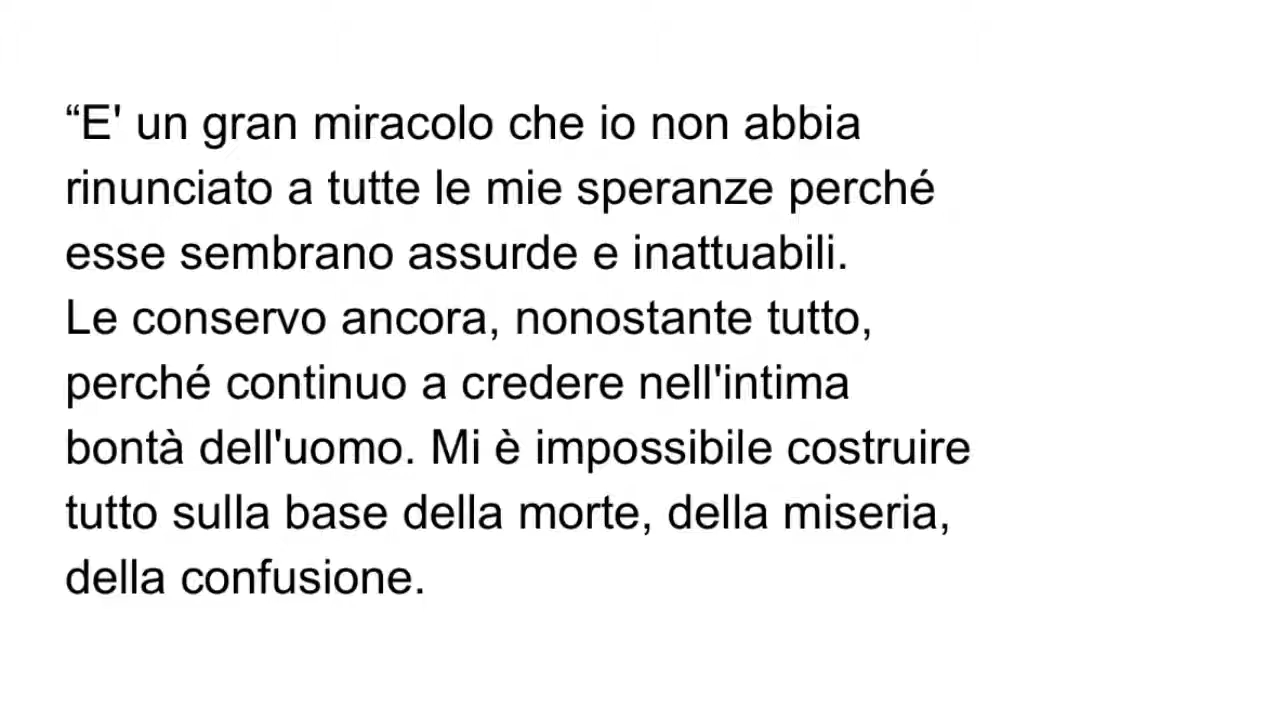 “E' un gran miracolo che io non abbia
rinunciato a tutte le mie speranze perché
esse sembrano assurde e inattuabili.
Le conservo ancora, nonostante tutto,
perché continuo a credere nell'intima
bontà dell'uomo. Mi è impossibile costruire
tutto sulla base della morte, della miseria,
della confusione.